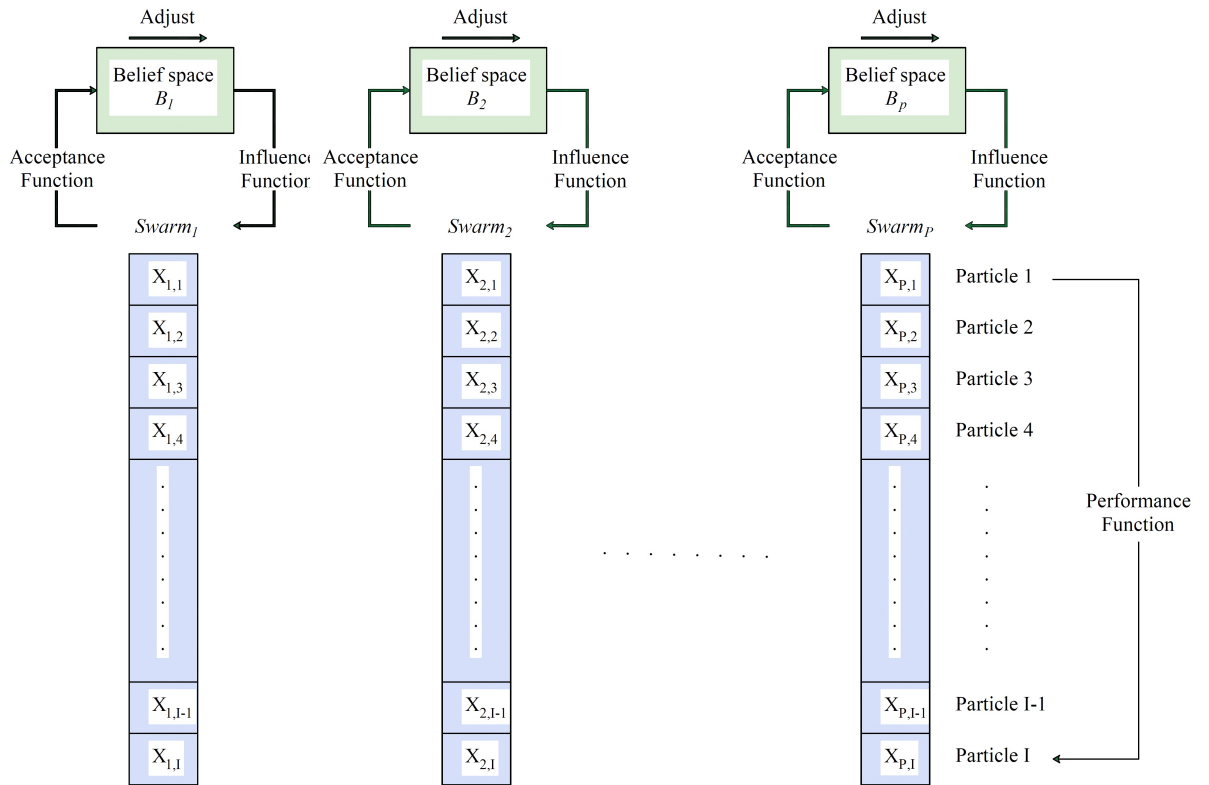 Adjust
Adjust
Adjust
Belief space
B1
Belief space
B2
Belief space
Bp
Acceptance
Function
Influence
Function
Acceptance
Function
Influence
Function
Acceptance
Function
Influence
Function
Swarm1
Swarm2
SwarmP
X1,1
X2,1
XP,1
Particle 1
X1,2
X2,2
XP,2
Particle 2
X1,3
X2,3
XP,3
Particle 3
X1,4
X2,4
XP,4
Particle 4
Performance
Function
X1,I-1
X2,I-1
XP,I-1
Particle I-1
X1,I
X2,I
XP,I
Particle I